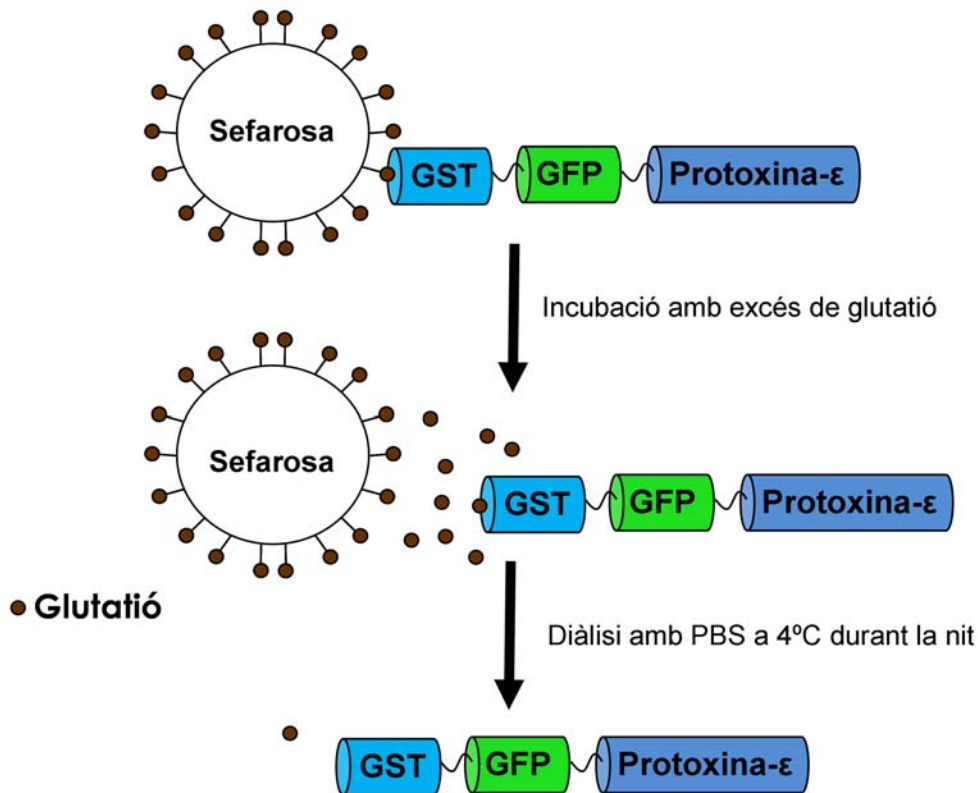 Sefarosa
GST GFP Protoxina-ε
Incubació amb excés de glutatió
Sefarosa
GST GFP Protoxina-ε
Glutatió
Diàlisi amb PBS a 4ºC durant la nit
GST GFP Protoxina-ε